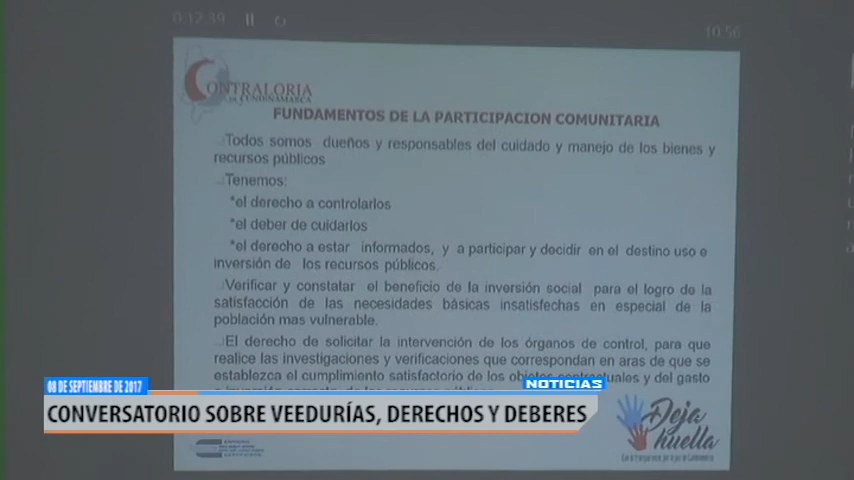 0:12:39
10:56
CONTRALORIA
DE CUNDINAMARCA
FUNDAMENTOS DE LA PARTICIPACION COMUNITARIA
Todos somos dueños y responsables del cuidado y manejo de los bienes y
recursos públicos
Tenemos:
*el derecho a controlarlos
*el deber de cuidarlos
*el derecho a estar informados, y a participar y decidir en el destino uso e
inversión de los recursos públicos.
Verificar y constatar el beneficio de la inversión social para el logro de la
satisfacción de las necesidades básicas insatisfechas en especial de la
población mas vulnerable.
El derecho de solicitar la intervención de los órganos de control, para que
realice las investigaciones y verificaciones que correspondan en aras de que se
establezca el cumplimiento satisfactorio de los objetos contractuales y del gasto
08 DE SEPTIEMBRE DE 2017
NOTICIAS
CONVERSATORIO SOBRE VEEDURÍAS, DERECHOS Y DEBERES
Deja
huella